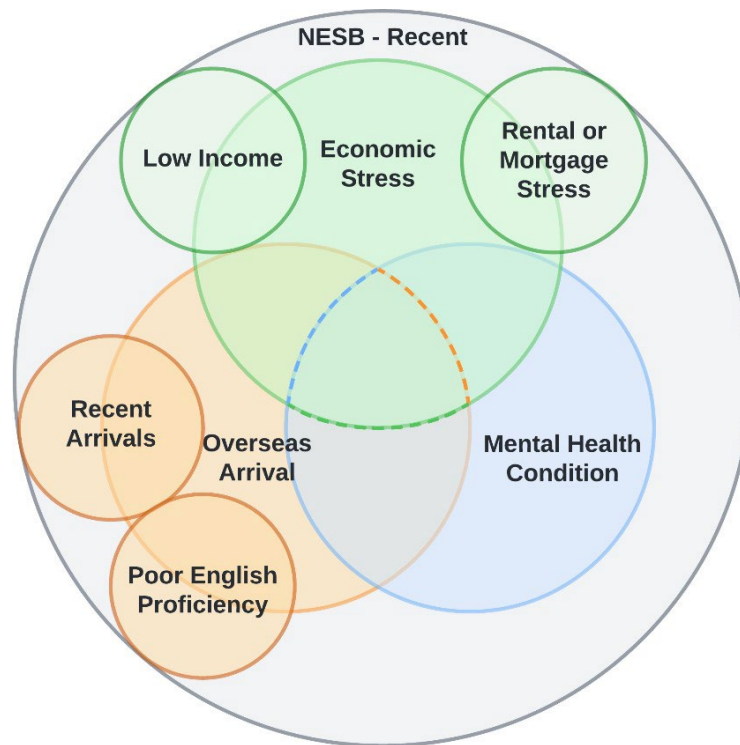 NESB - Recent
Low Income
Economic
Stress
Rental or
Mortgage
Stress
Recent
Arrivals
Overseas
Arrival
Mental Health
Condition
Poor English
Proficiency